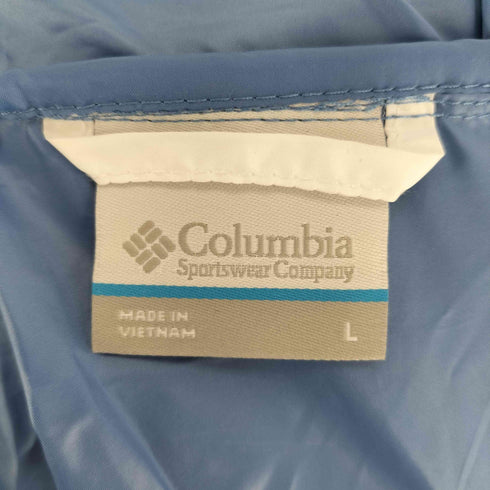 Columbia
Sportswear Company
MADE IN
VIETNAM
L